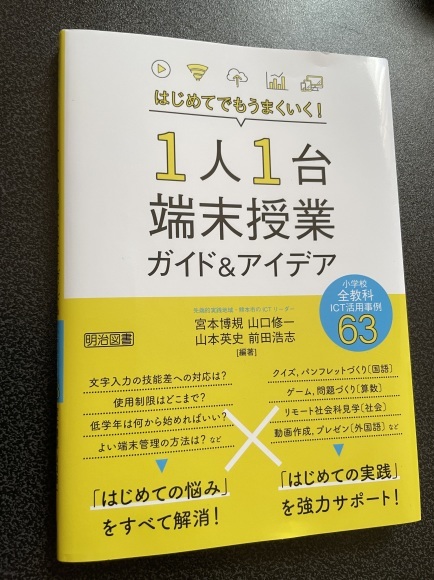 はじめてでもうまくいく!
1人1台
端末授業
ガイド&アイデア
小学校
全教科
ICT活用事例
63
先端的実践地域・熊本市のICTリーダー
宮本博規 山口修一
山本英史 前田浩志
[編著]
明治図書
文字入力の技能差への対応は?
使用制限はどこまで?
低学年は何から始めればいい?
よい端末管理の方法は? など
「はじめての悩み」
をすべて解消!
クイズ,パンフレットづくり〔国語〕
ゲーム,問題づくり〔算数〕
リモート社会科見学〔社会〕
動画作成,プレゼン〔外国語〕など
「はじめての実践」
を強力サポート!